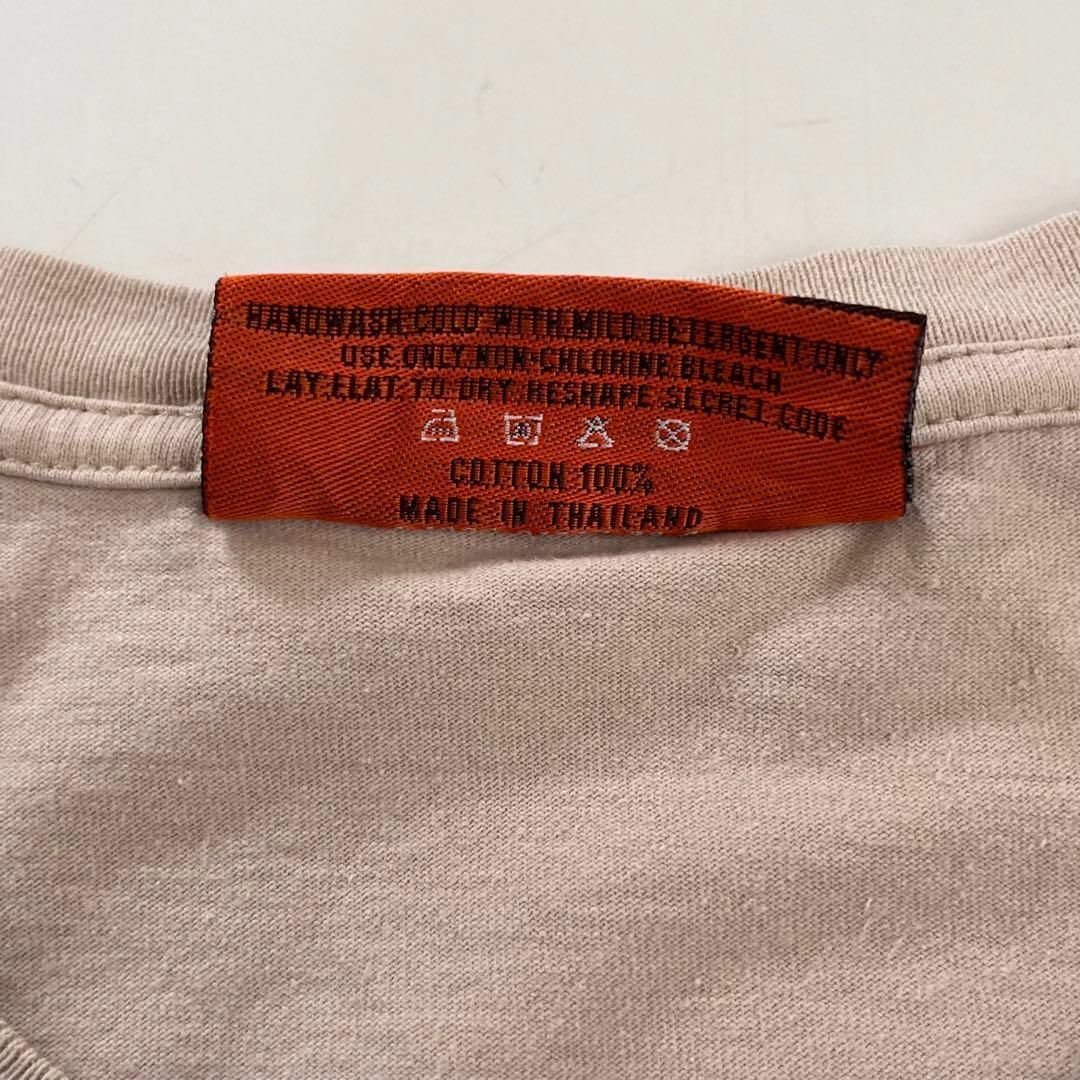 HANDWASH COLD WITH MILD DETERGENT ONLY
USE ONLY NON-CHLORINE BLEACH
LAY FLAT TO DRY RESHAPE SECRET CODE
COTTON 100%
MADE IN THAILAND